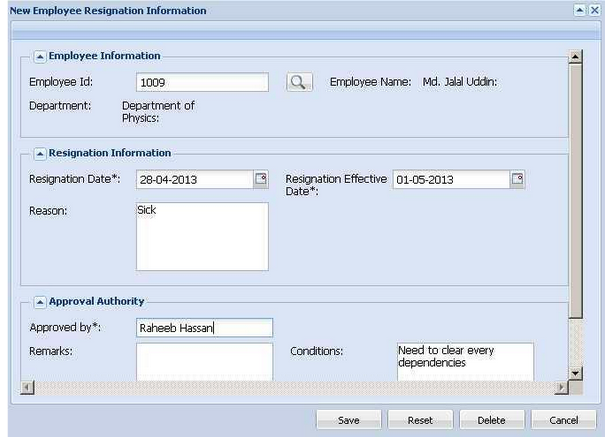 New Employee Resignation Information
Employee Information
Employee Id: 1009 Employee Name: Md. Jalal Uddin:
Department: Department of
Physics:
Resignation Information
Resignation Date*: 28-04-2013 Resignation Effective 01-05-2013
Date*:
Reason: Sick
Approval Authority
Approved by*: Raheeb Hassan
Remarks: Conditions: Need to clear every
dependencies
Save Reset Delete Cancel